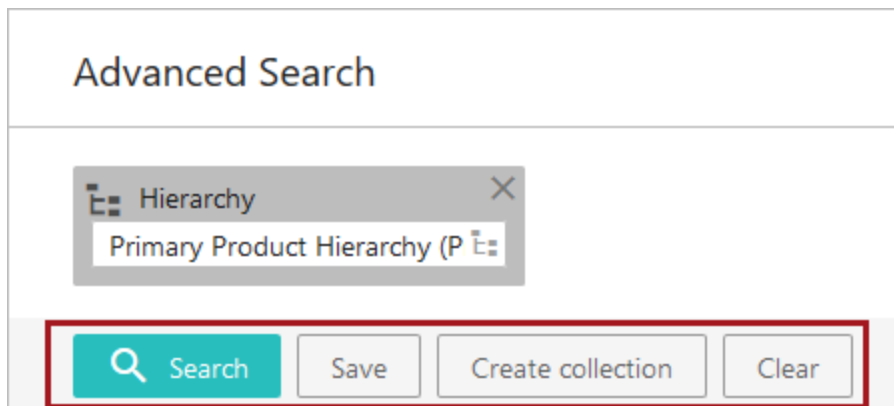 Advanced Search
Hierarchy
Primary Product Hierarchy (P
Search Save Create collection Clear